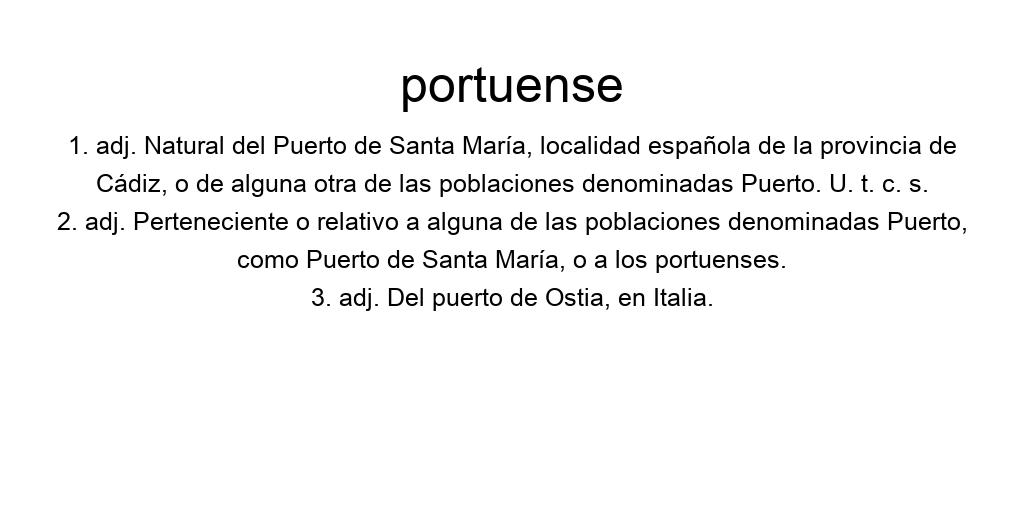 portuense
1. adj. Natural del Puerto de Santa María, localidad española de la provincia de
Cádiz, o de alguna otra de las poblaciones denominadas Puerto. U. t. c. s.
2. adj. Perteneciente o relativo a alguna de las poblaciones denominadas Puerto,
como Puerto de Santa María, o a los portuenses.
3. adj. Del puerto de Ostia, en Italia.